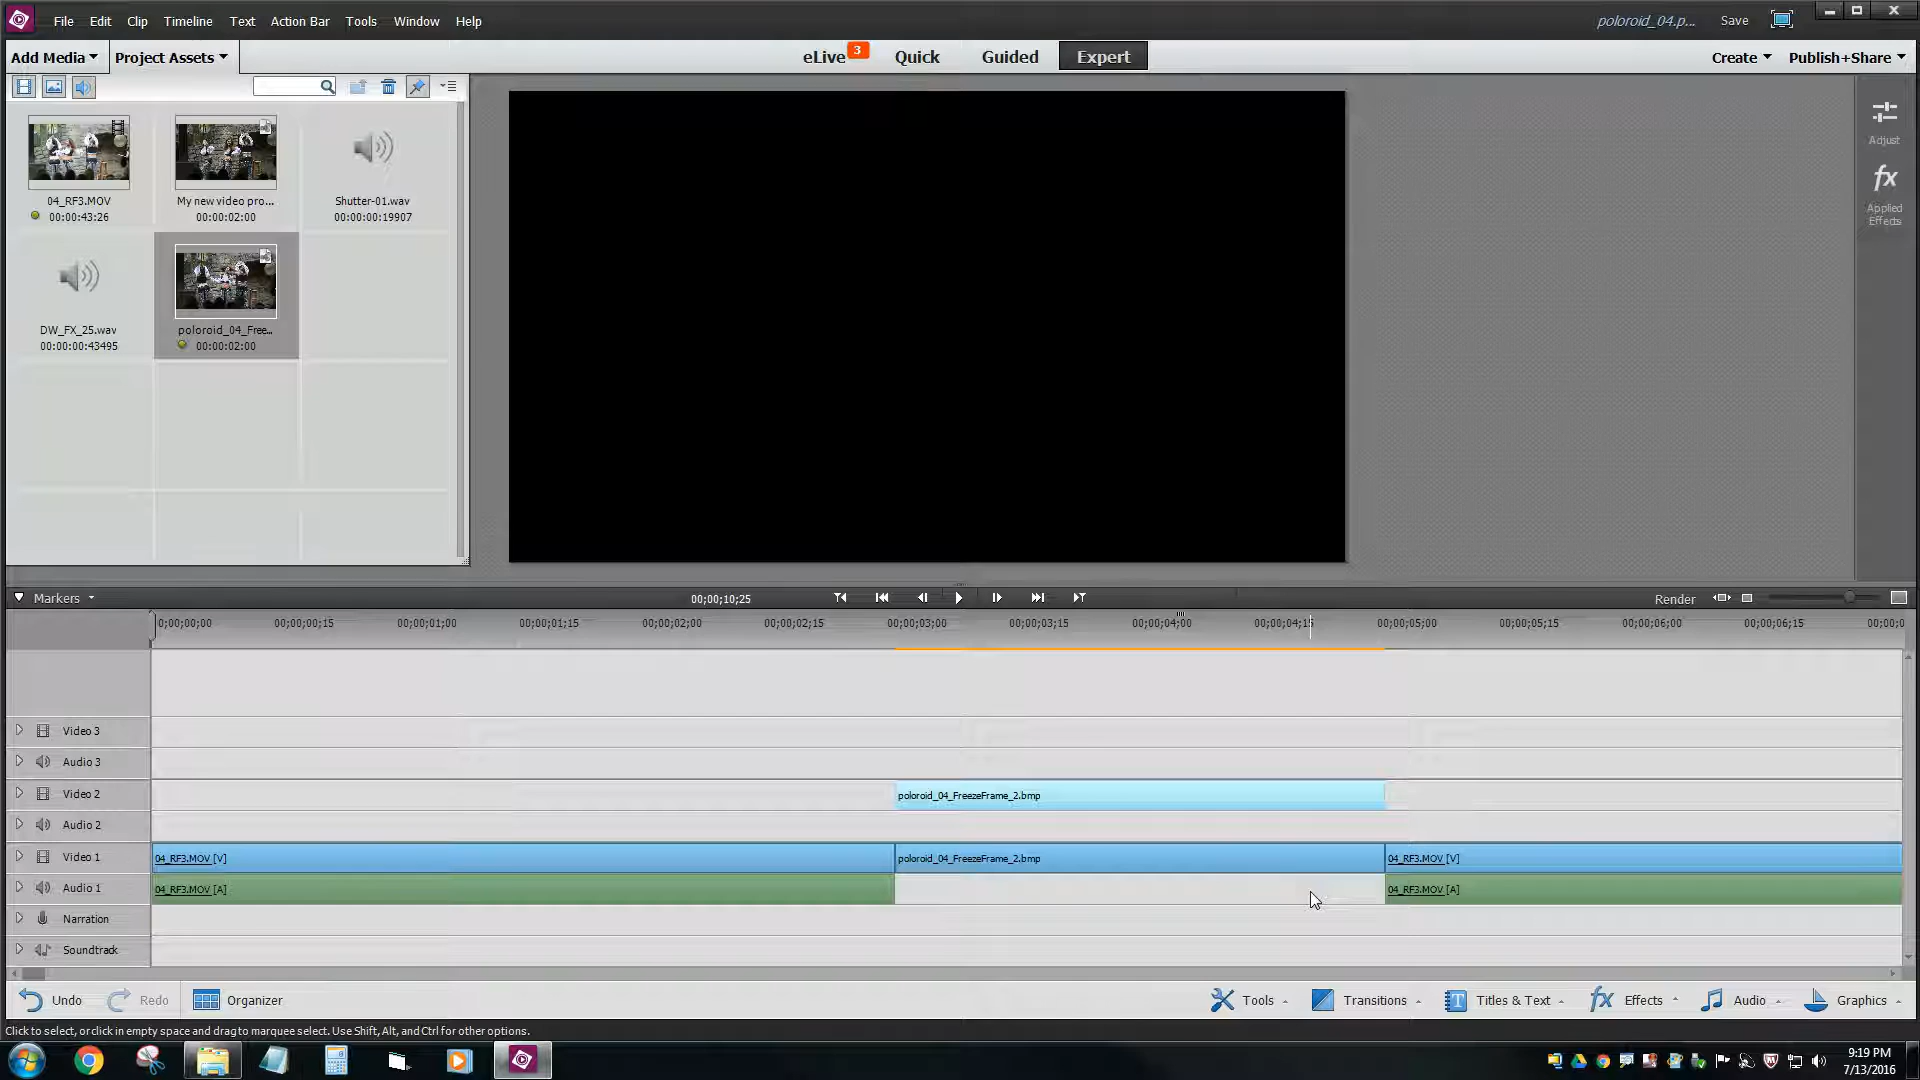 File Edit Clip Timeline Text Action Bar Tools Window Help
poloroid_04.p... Save
Add Media Project Assets
eLive 3 Quick Guided Expert
Create Publish+Share
Adjust
fx
Applied
Effects
04_RF3.MOV
00:00:43:26
My new video pro...
00:00:02:00
Shutter-01.wav
00:00:00:19907
DW_FX_25.wav
00:00:00:43495
poloroid_04_Free...
00:00:02:00
Markers
00;00;10;25
Render
0;00;00;00 00;00;00;15 00;00;01;00 00;00;01;15 00;00;02;00 00;00;02;15 00;00;03;00 00;00;03;15 00;00;04;00 00;00;04;15 00;00;05;00 00;00;05;15 00;00;06;00 00;00;06;15 00;00;0
Video 3
Audio 3
Video 2
poloroid_04_FreezeFrame_2.bmp
Audio 2
Video 1
04_RF3.MOV [V] poloroid_04_FreezeFrame_2.bmp 04_RF3.MOV [V]
Audio 1
04_RF3.MOV [A] 04_RF3.MOV [A]
Narration
Soundtrack
Undo Redo Organizer
Tools Transitions Titles & Text fx Effects Audio Graphics
Click to select, or click in empty space and drag to marquee select. Use Shift, Alt, and Ctrl for other options.
9:19 PM
7/13/2016